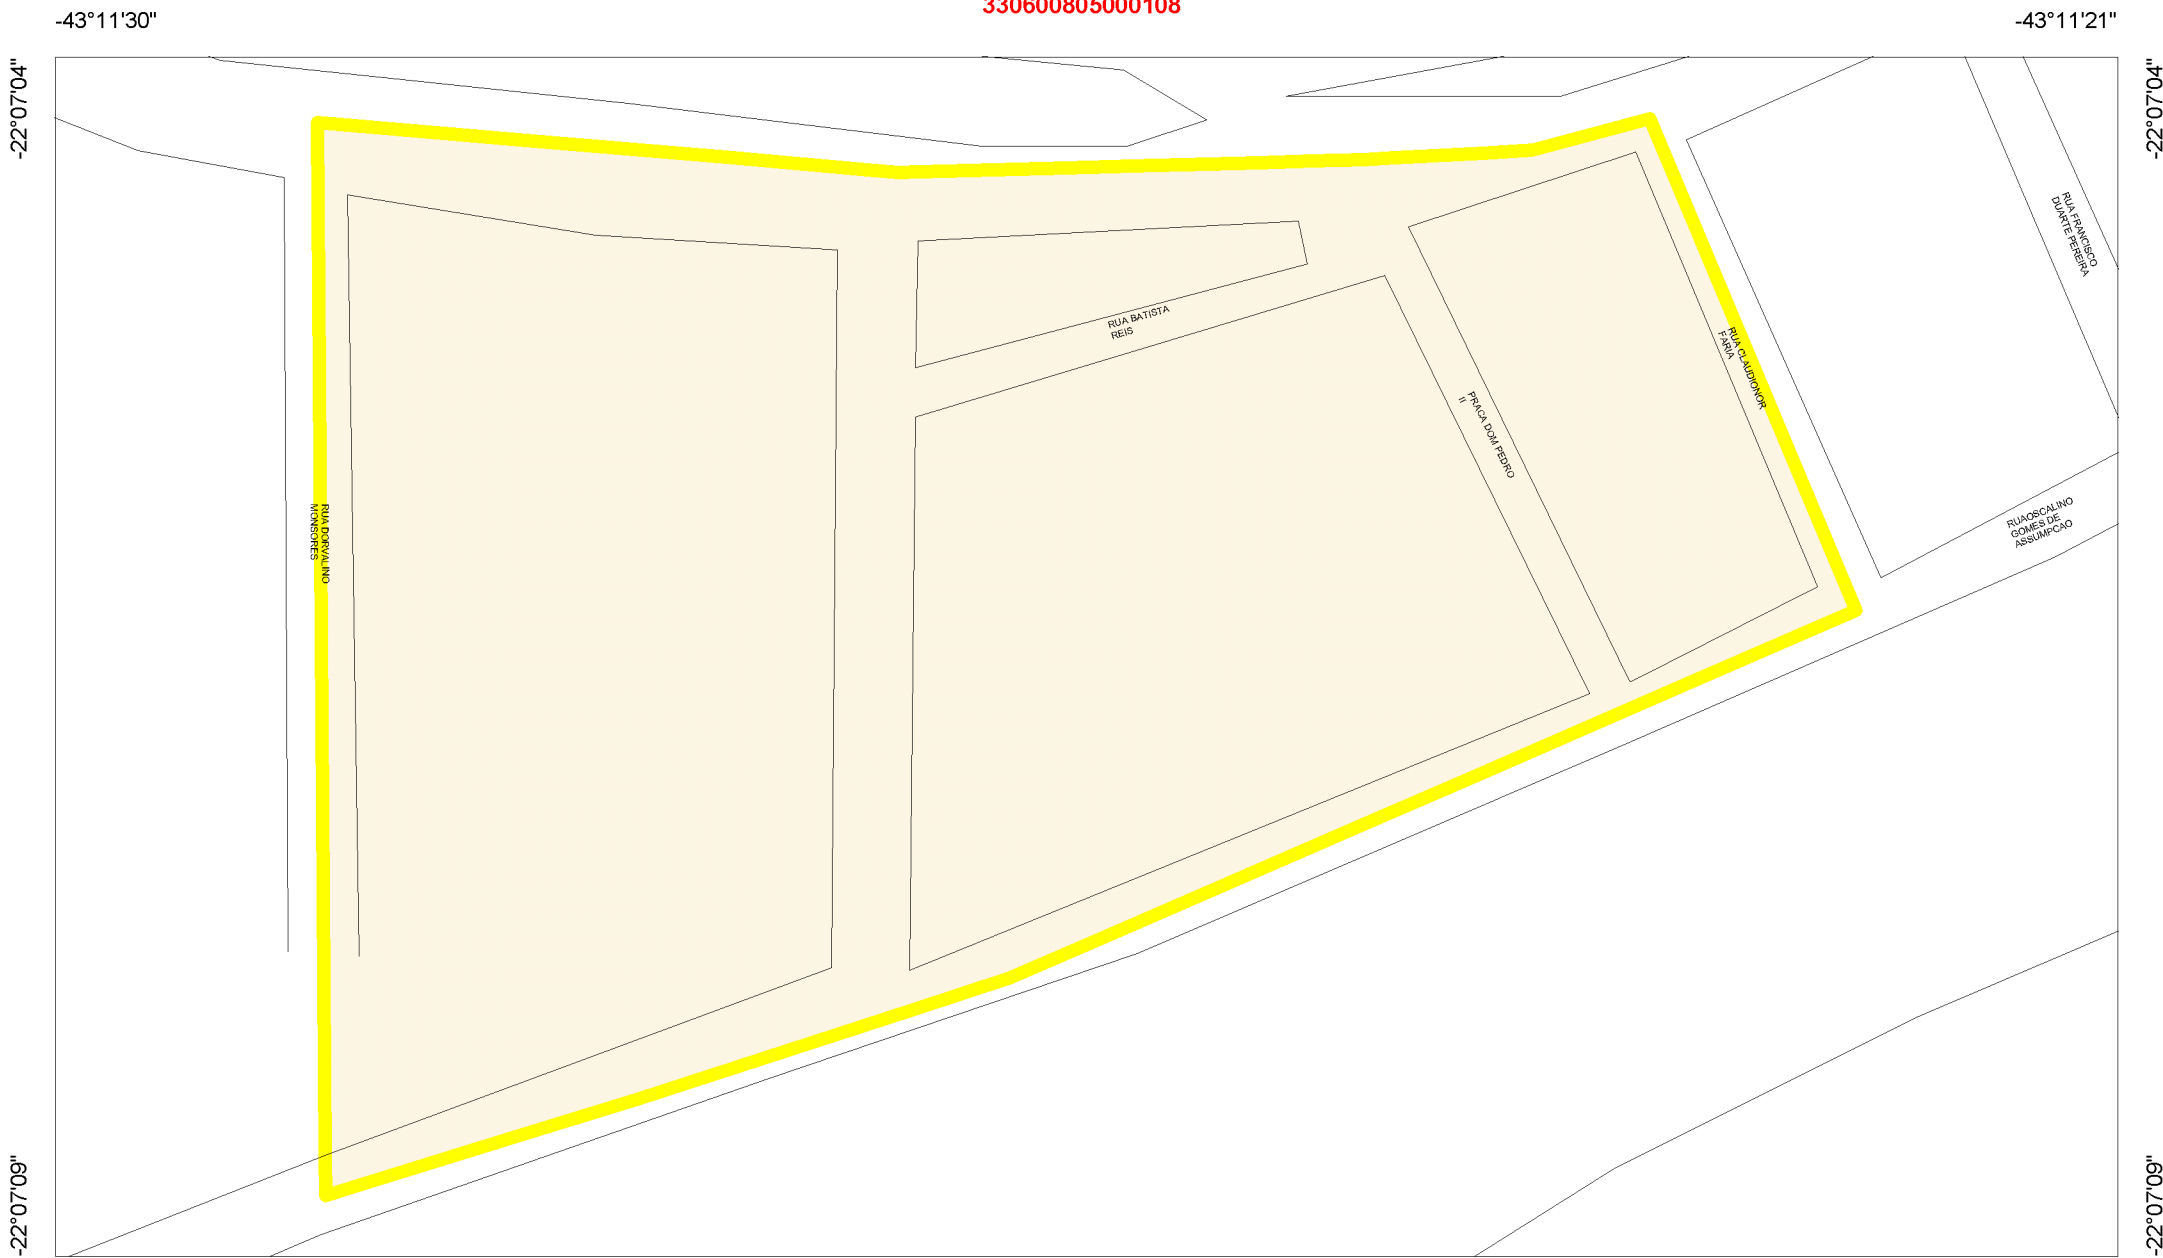 330600805000108
-43°11'30"
-43°11'21"
-22°07'04"
-22°07'04"
RUA FRANCISCO
DUARTE PEREIRA
RUA BATISTA
REIS
RUA CLAUDIONOR
FARIA
PRACA DOM PEDRO
II
RUA DORVALINO
MONSORES
RUAOSCALINO
GOMES DE
ASSUMPCAO
-22°07'09"
-22°07'09"